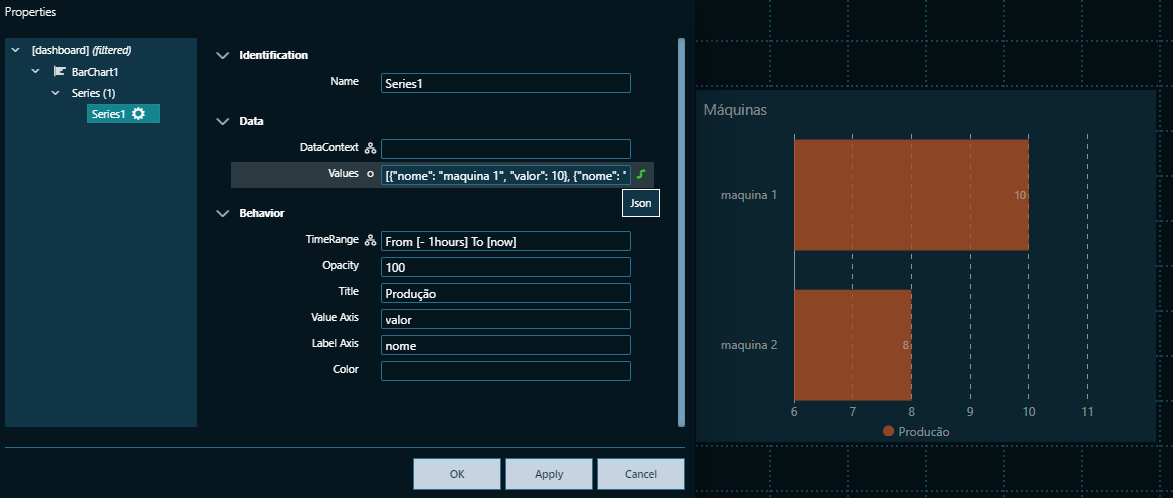 Properties
[dashboard] (filtered)
BarChart1
Series (1)
Series1
Identification
Name Series1
Data
DataContext
Values [{"nome": "maquina 1", "valor": 10}, {"nome": "
Json
Behavior
TimeRange From [- 1hours] To [now]
Opacity 100
Title Produção
Value Axis valor
Label Axis nome
Color
OK Apply Cancel
Máquinas
maquina 1 10
maquina 2 8
6 7 8 9 10 11
Producão